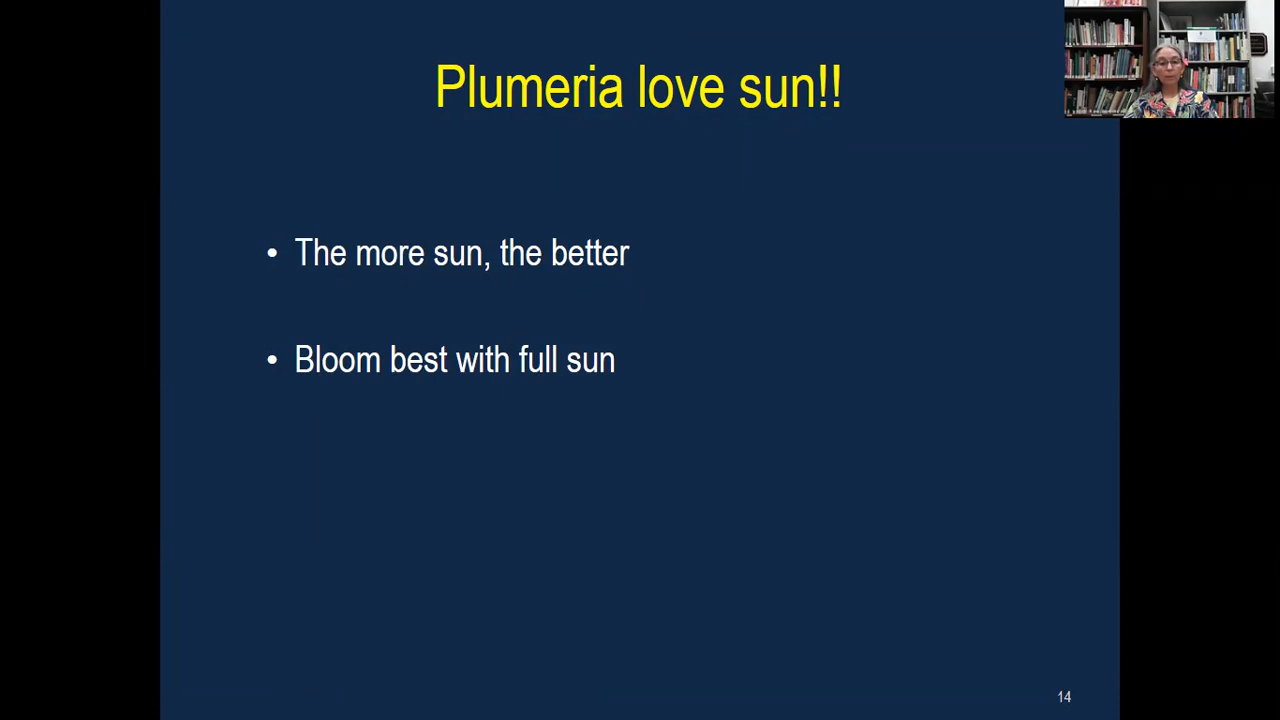 Plumeria love sun!!
• The more sun, the better
• Bloom best with full sun
14